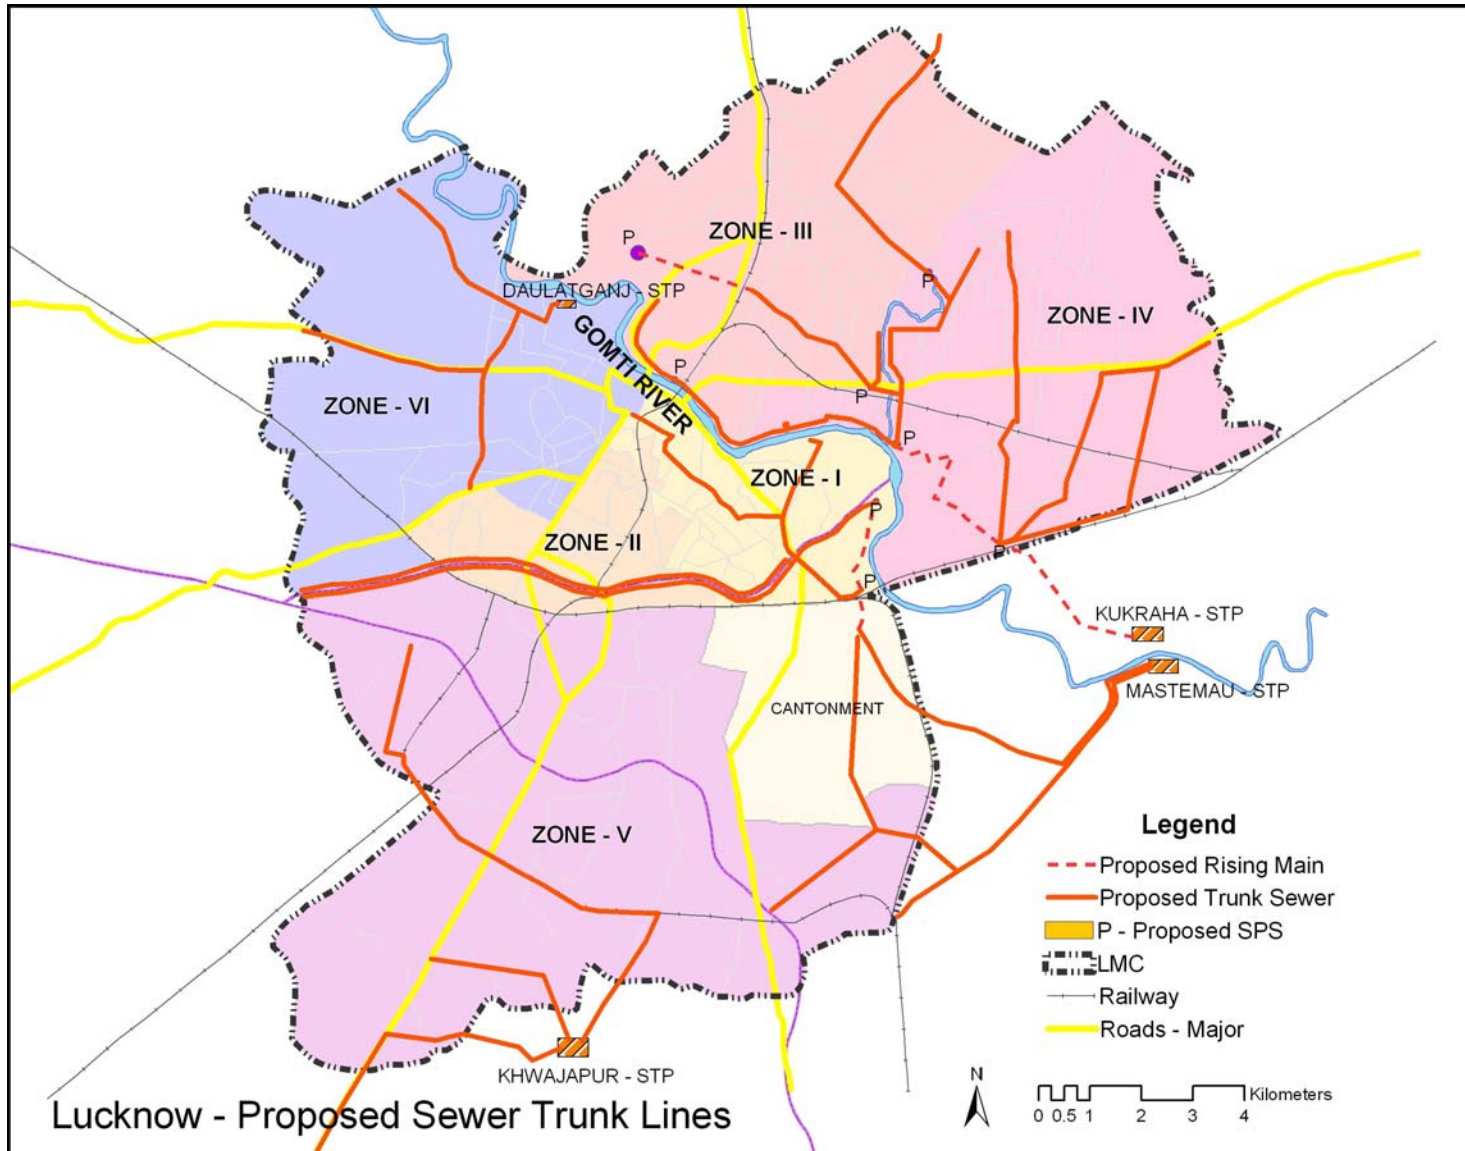 ZONE - III
P
P
DAULATGANJ - STP
ZONE - IV
GOMTI RIVER
P
P
ZONE - VI
P
ZONE - I
P
ZONE - II
P
P
KUKRAHA - STP
MASTEMAU - STP
CANTONMENT
ZONE - V
Legend
Proposed Rising Main
Proposed Trunk Sewer
P - Proposed SPS
LMC
Railway
Roads - Major
KHWAJAPUR - STP
N
Kilometers
0 0.5 1 2 3 4
Lucknow - Proposed Sewer Trunk Lines